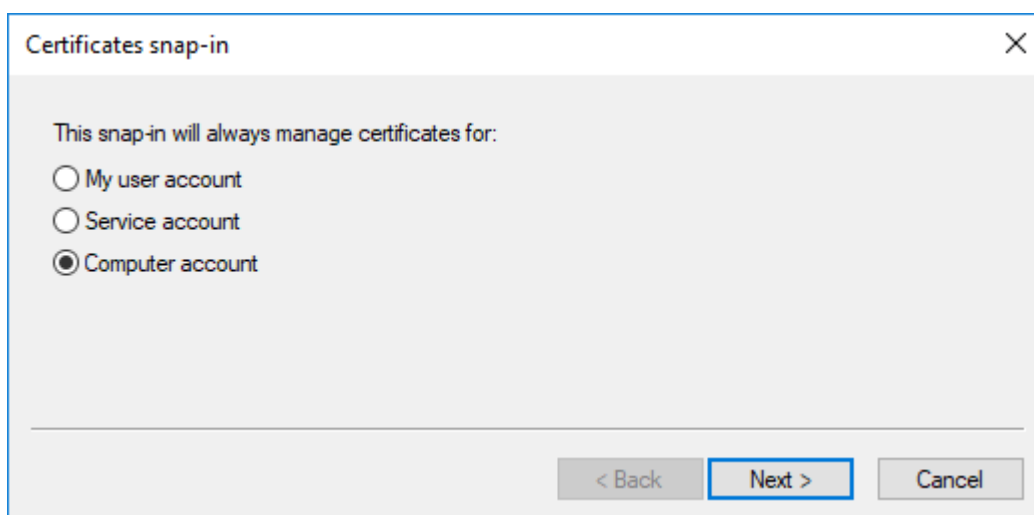 Certificates snap-in
This snap-in will always manage certificates for:
My user account
Service account
Computer account
< Back Next > Cancel